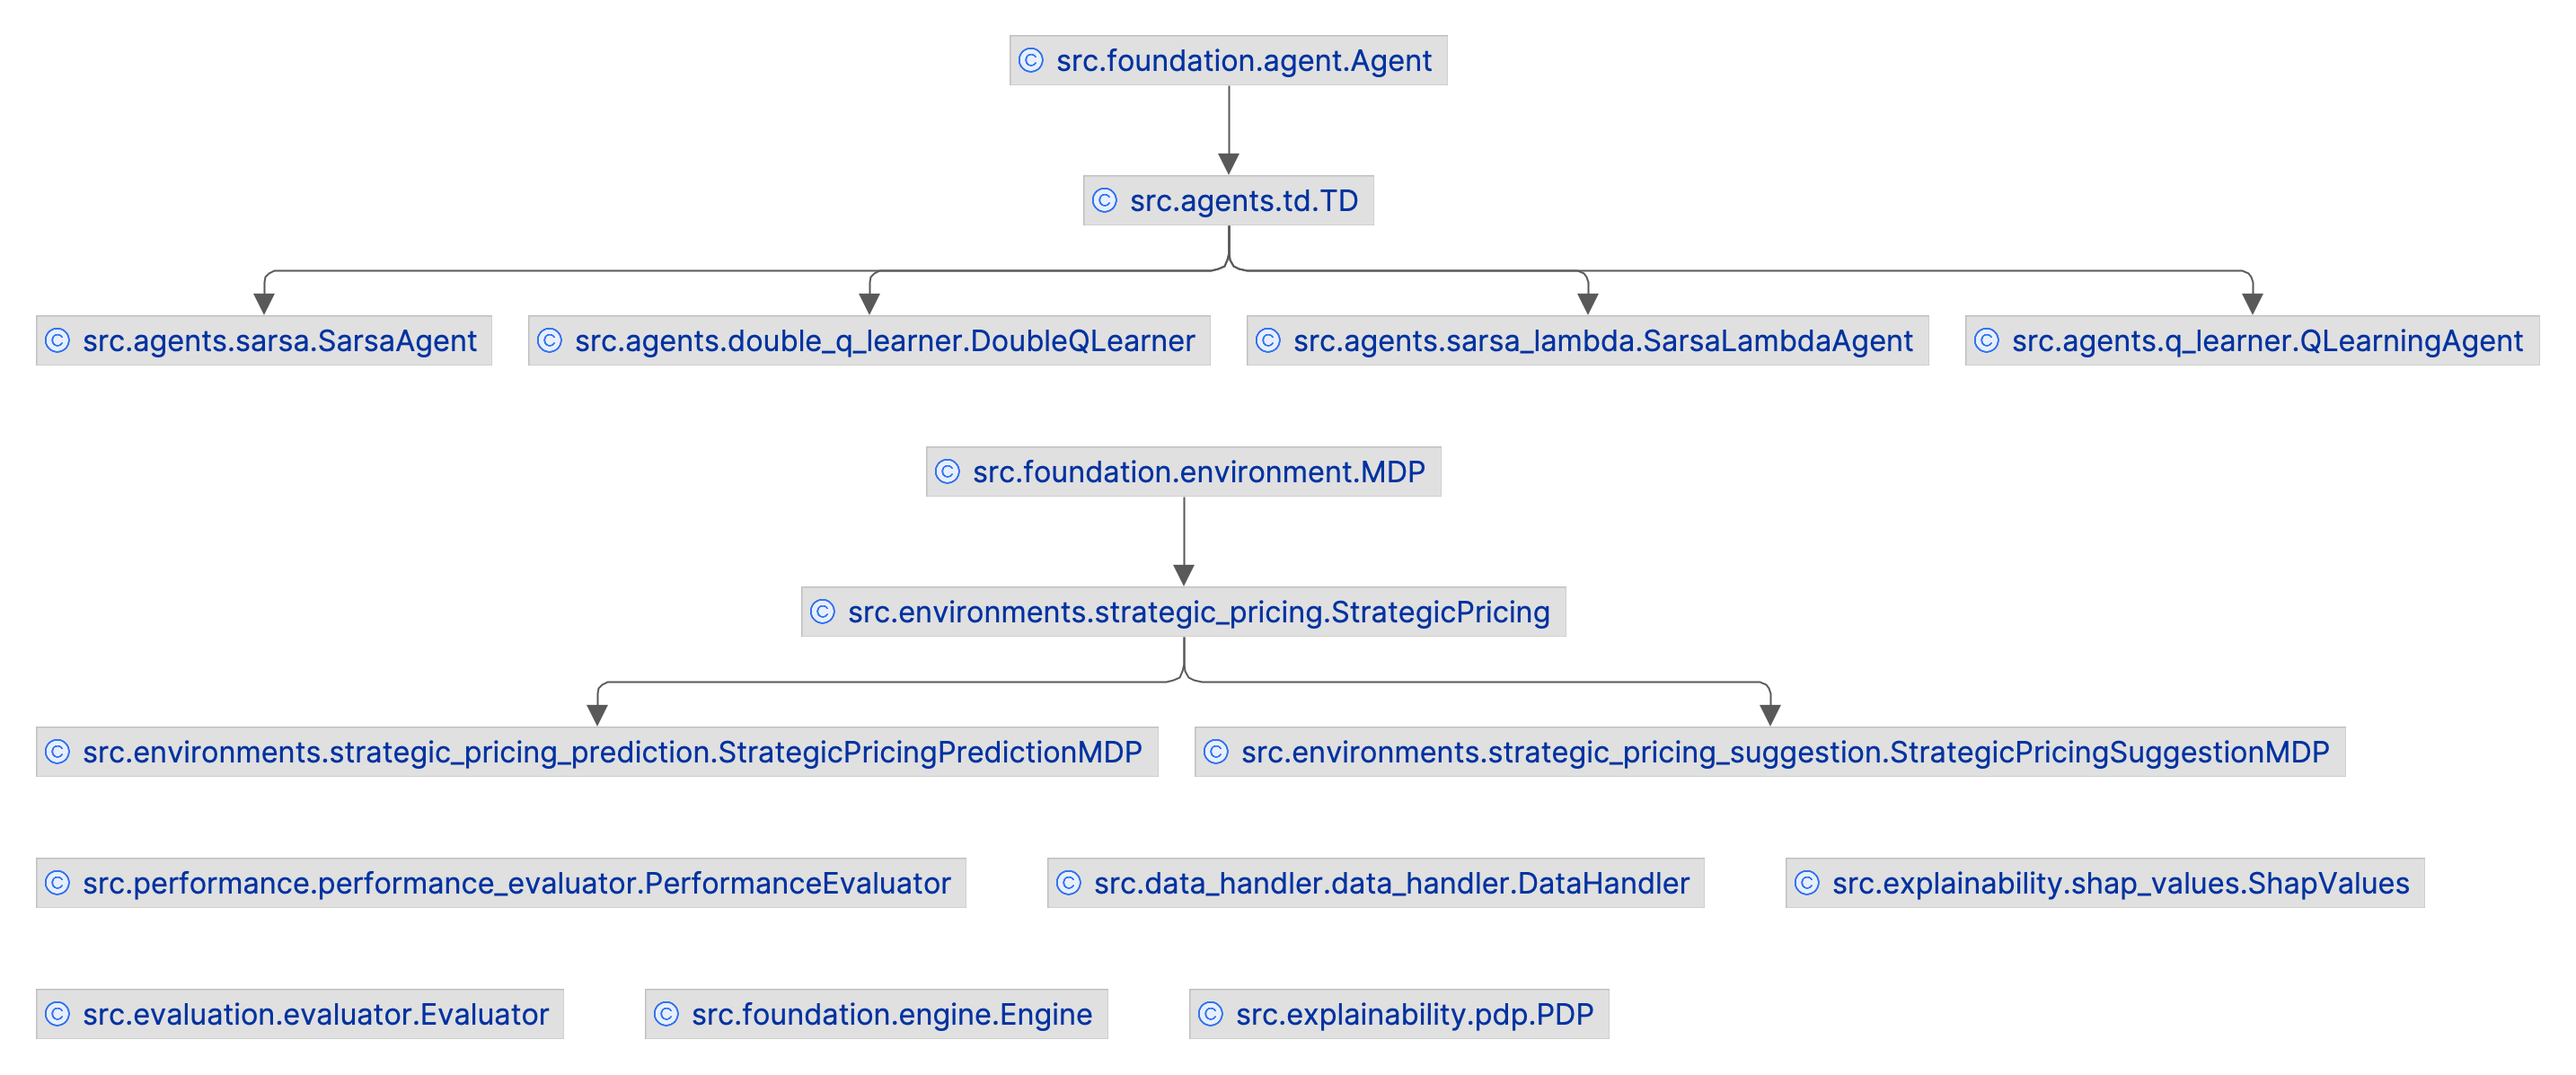 © src.foundation.agent.Agent
© src.agents.td.TD
© src.agents.sarsa.SarsaAgent
© src.agents.double_q_learner.DoubleQLearner
© src.agents.sarsa_lambda.SarsaLambdaAgent
© src.agents.q_learner.QLearningAgent
© src.foundation.environment.MDP
© src.environments.strategic_pricing.StrategicPricing
© src.environments.strategic_pricing_prediction.StrategicPricingPredictionMDP
© src.environments.strategic_pricing_suggestion.StrategicPricingSuggestionMDP
© src.performance.performance_evaluator.PerformanceEvaluator
© src.data_handler.data_handler.DataHandler
© src.explainability.shap_values.ShapValues
© src.evaluation.evaluator.Evaluator
© src.foundation.engine.Engine
© src.explainability.pdp.PDP